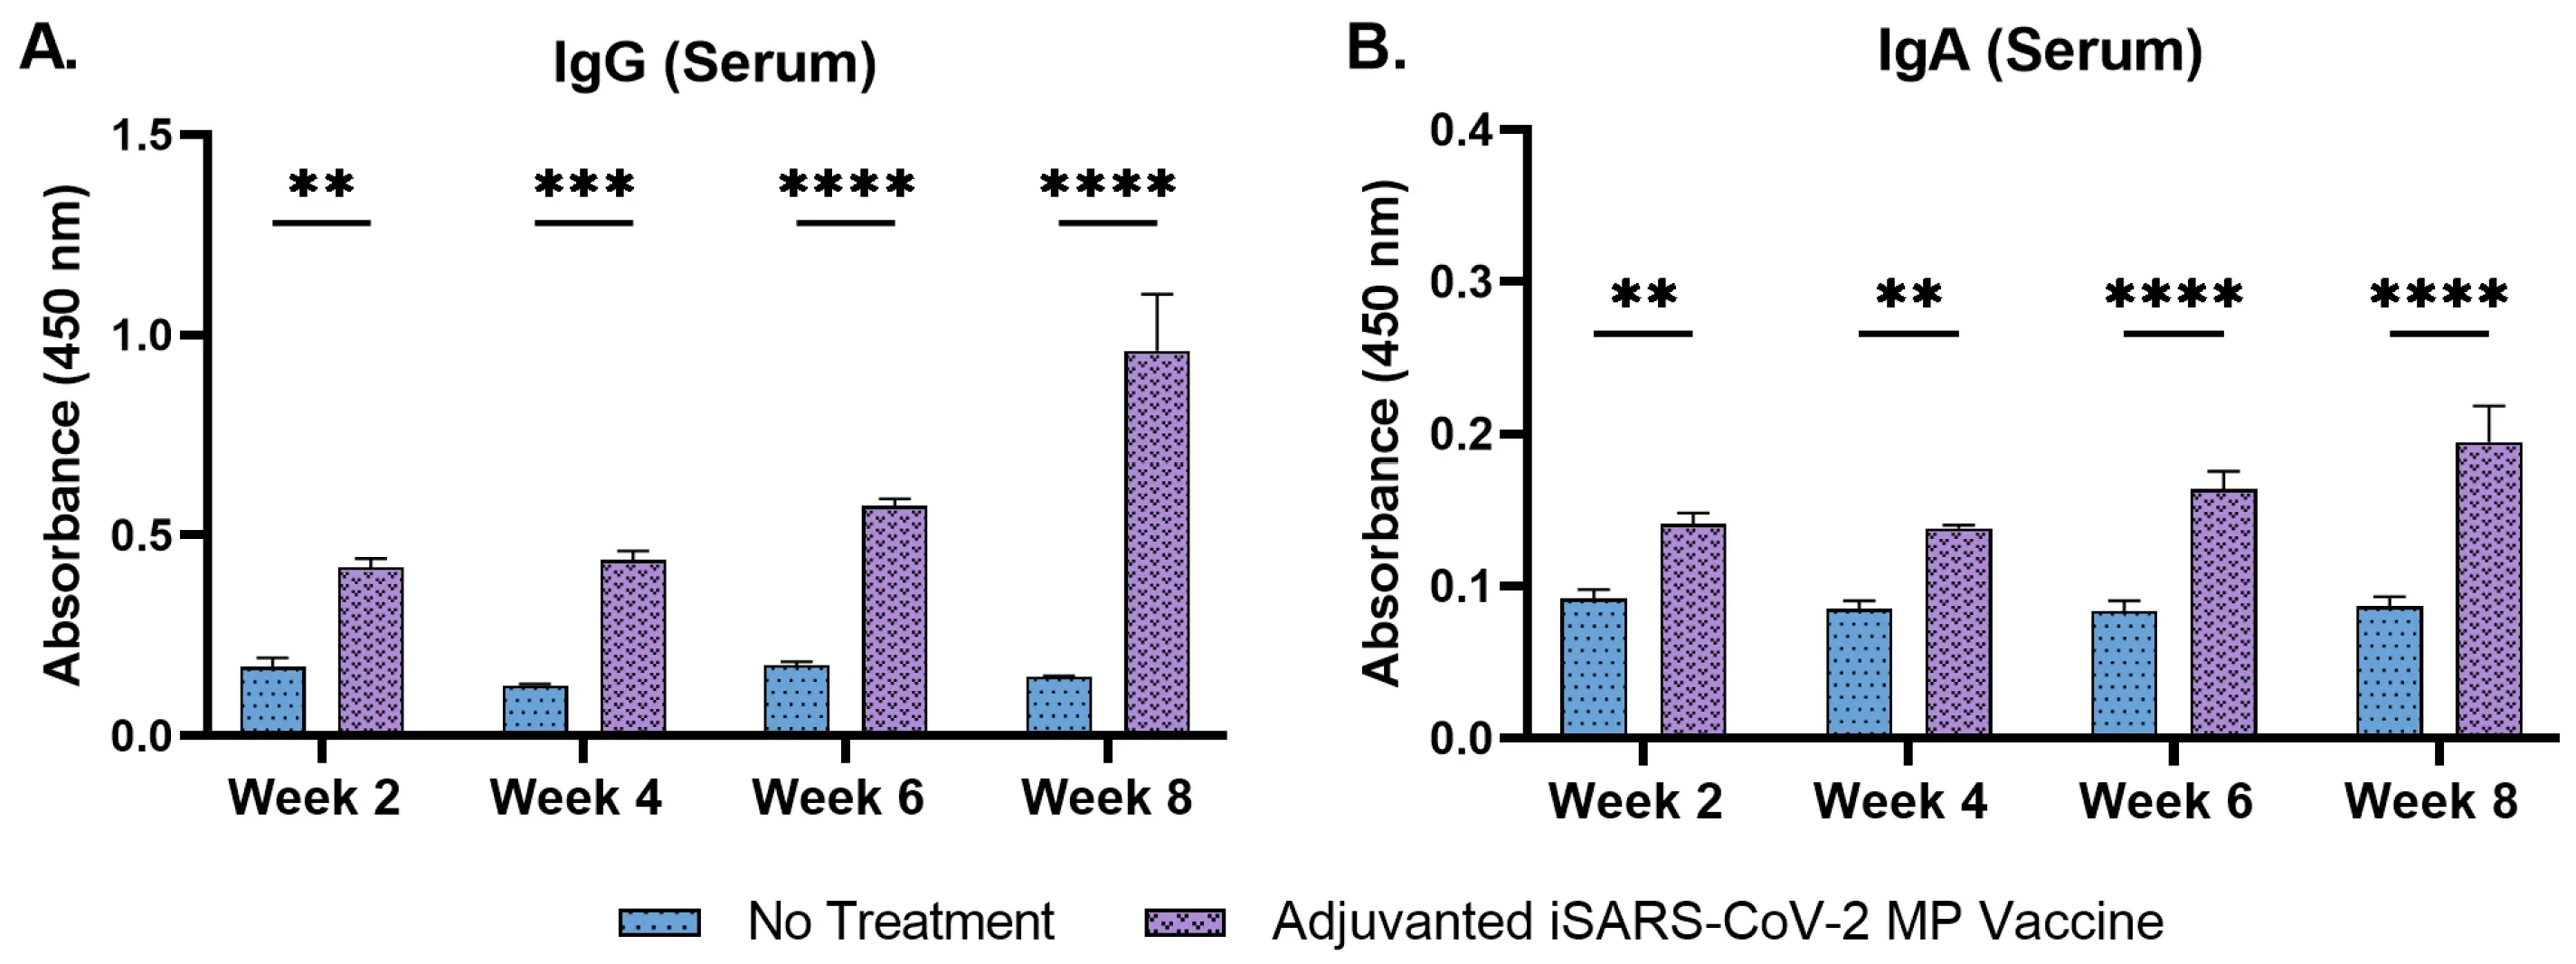 A.
IgG (Serum)
Absorbance (450 nm)
1.5
1.0
0.5
0.0
** *** **** ****
Week 2 Week 4 Week 6 Week 8
B.
IgA (Serum)
Absorbance (450 nm)
0.4
0.3
0.2
0.1
0.0
** ** **** ****
Week 2 Week 4 Week 6 Week 8
No Treatment Adjuvanted iSARS-CoV-2 MP Vaccine